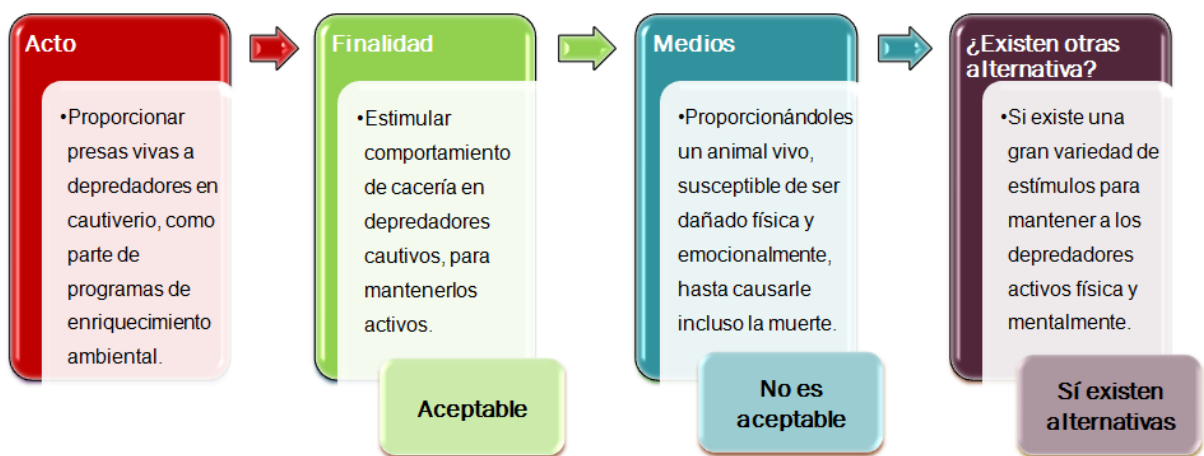 Acto
•Proporcionar
presas vivas a
depredadores en
cautiverio, como
parte de
programas de
enriquecimiento
ambiental.
Finalidad
•Estimular
comportamiento
de cacería en
depredadores
cautivos, para
mantenerlos
activos.
Aceptable
Medios
•Proporcionándoles
un animal vivo,
susceptible de ser
dañado física y
emocionalmente,
hasta causarle
incluso la muerte.
No es
aceptable
¿Existen otras
alternativa?
•Si existe una
gran variedad de
estímulos para
mantener a los
depredadores
activos física y
mentalmente.
Sí existen
alternativas